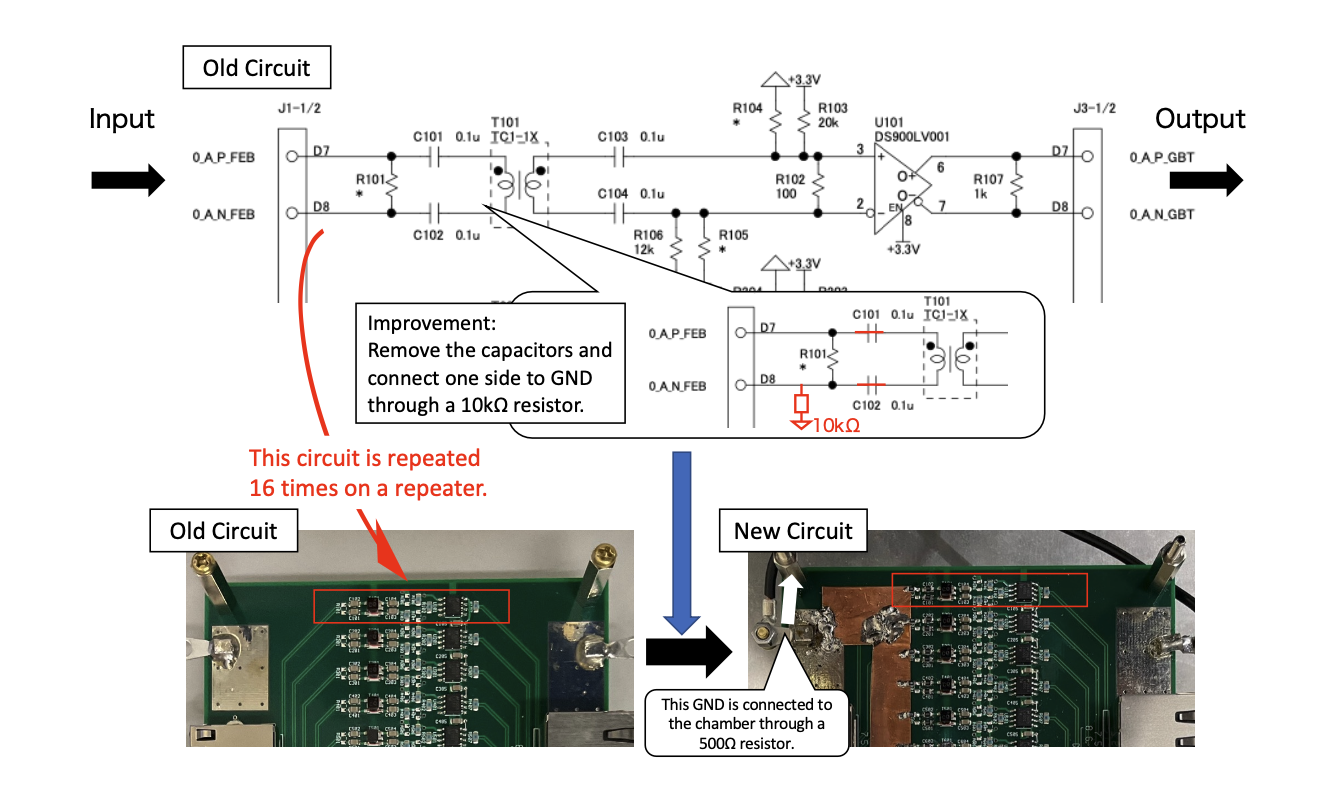 Old Circuit
Input
Output
J1-1/2
J3-1/2
T101
TC1-1X
C101 0.1u
C103 0.1u
R104
*
+3.3V
R103
20k
U101
DS900LV001
0_A_P_FEB
D7
3
+
6
D7
0_A_P_GBT
R101
*
C104 0.1u
R102
100
O+
O-
EN
R107
1k
0_A_N_FEB
D8
2
-
7
8
D8
0_A_N_GBT
C102 0.1u
R106
12k
R105
*
+3.3V
+3.3V
Improvement:
Remove the capacitors and
connect one side to GND
through a 10kΩ resistor.
T101
TC1-1X
C101 0.1u
0_A_P_FEB
D7
R101
*
0_A_N_FEB
D8
C102 0.1u
10kΩ
This circuit is repeated
16 times on a repeater.
Old Circuit
New Circuit
This GND is connected to
the chamber through a
500Ω resistor.